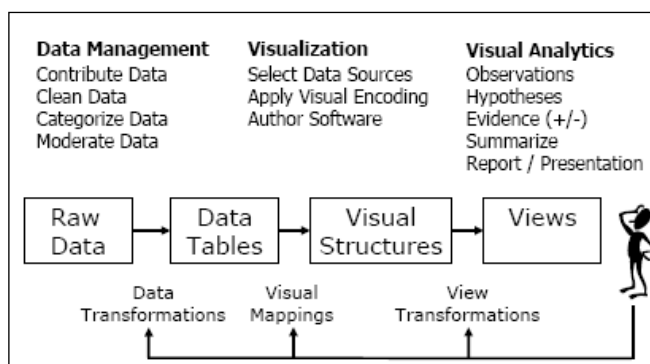 Data Management
Contribute Data
Clean Data
Categorize Data
Moderate Data
Visualization
Select Data Sources
Apply Visual Encoding
Author Software
Visual Analytics
Observations
Hypotheses
Evidence (+/-)
Summarize
Report / Presentation
Raw
Data
Data
Tables
Visual
Structures
Views
Data
Transformations
Visual
Mappings
View
Transformations